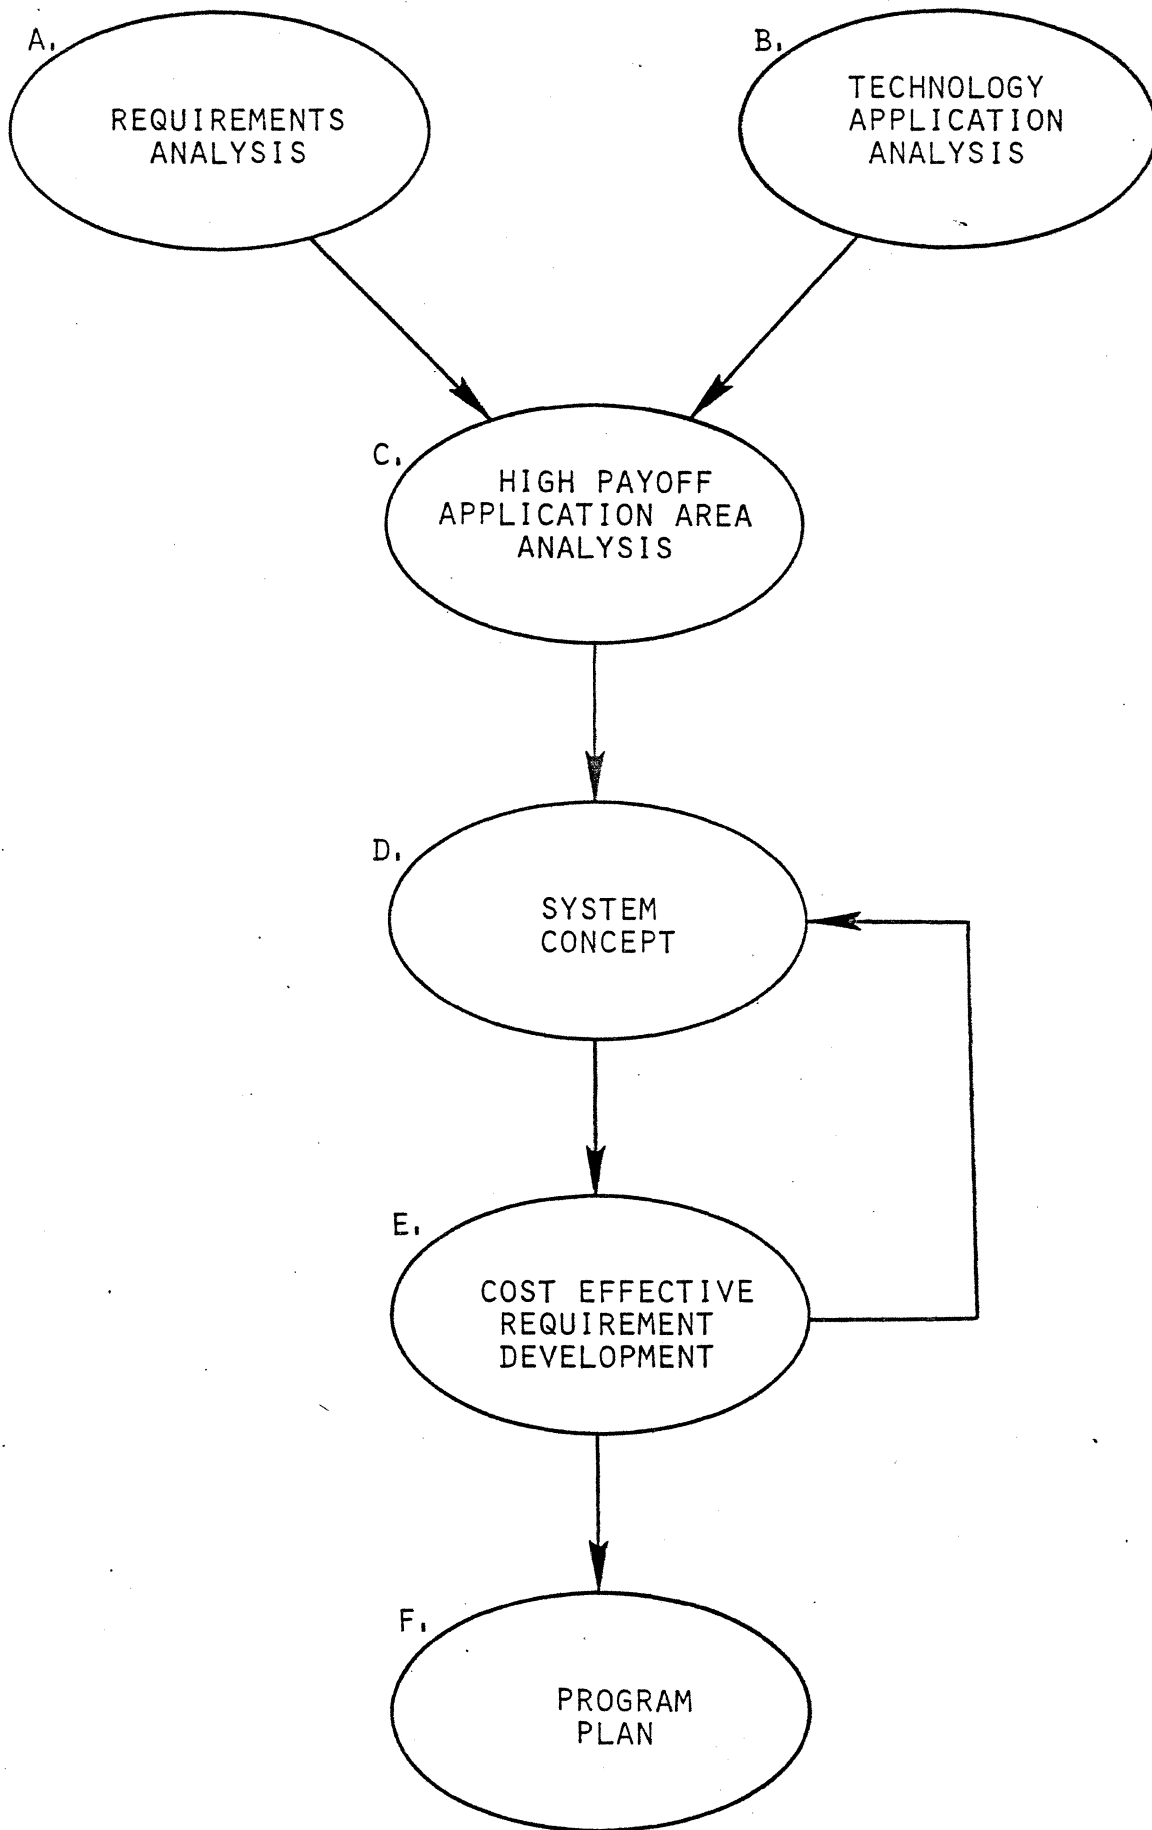 A.
REQUIREMENTS
ANALYSIS
B.
TECHNOLOGY
APPLICATION
ANALYSIS
C.
HIGH PAYOFF
APPLICATION AREA
ANALYSIS
D.
SYSTEM
CONCEPT
E.
COST EFFECTIVE
REQUIREMENT
DEVELOPMENT
F.
PROGRAM
PLAN